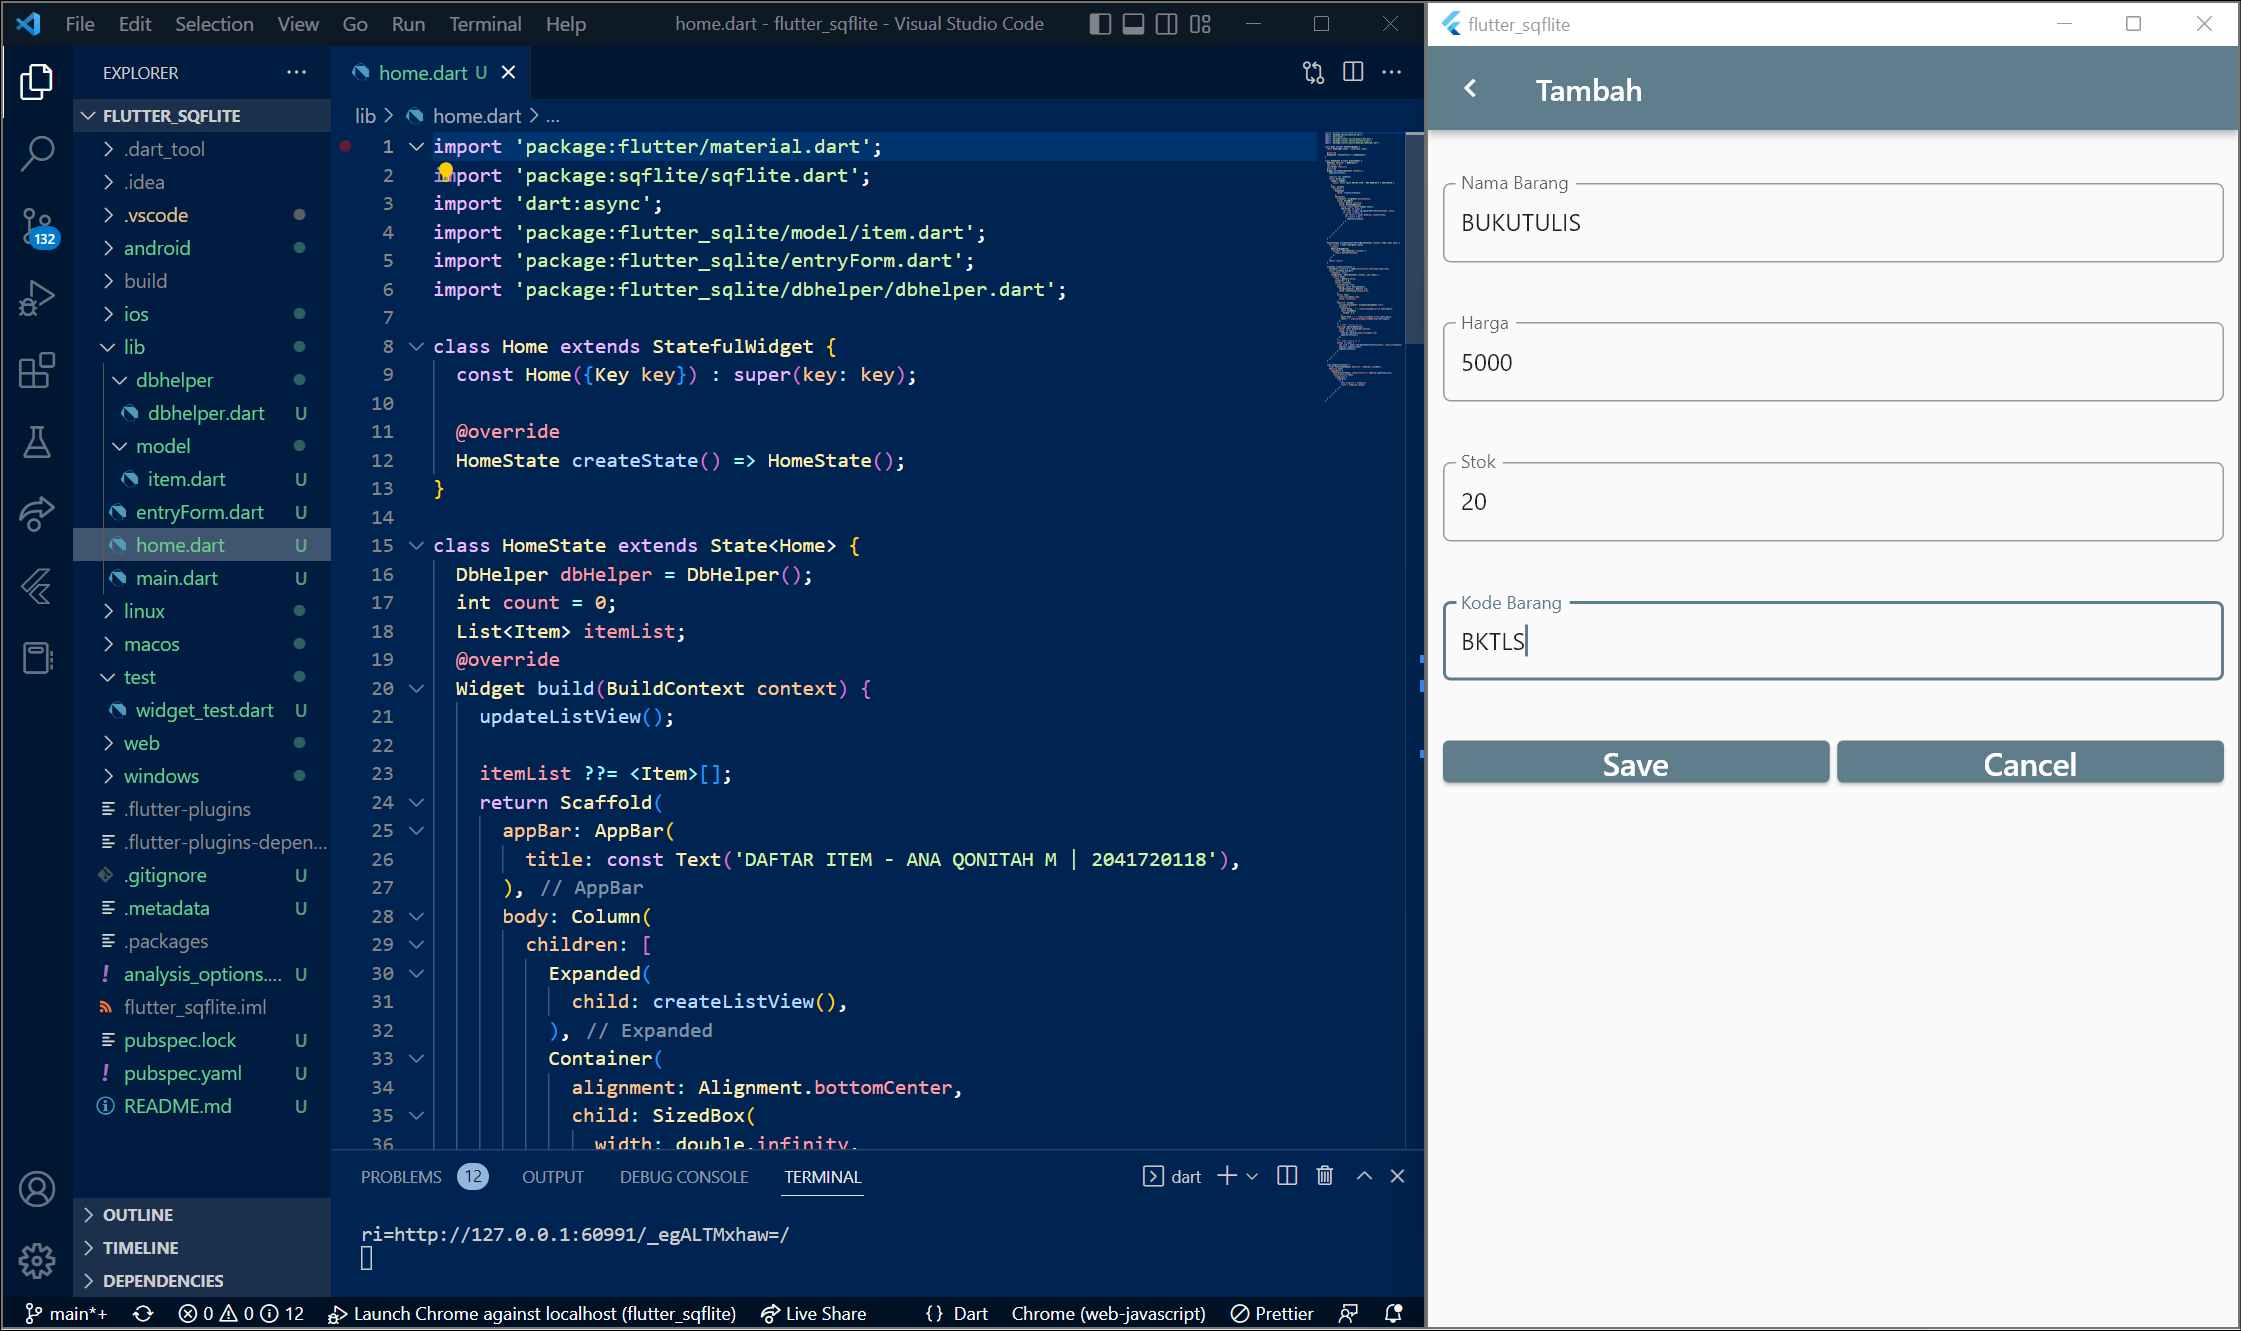 File Edit Selection View Go Run Terminal Help
home.dart - flutter_sqflite - Visual Studio Code
EXPLORER
FLUTTER_SQFLITE
.dart_tool
.idea
.vscode
android
build
ios
lib
dbhelper
dbhelper.dart U
model
item.dart U
entryForm.dart U
home.dart U
main.dart U
linux
macos
test
widget_test.dart U
web
windows
.flutter-plugins
.flutter-plugins-depen...
.gitignore U
.metadata U
.packages
analysis_options.... U
flutter_sqflite.iml
pubspec.lock U
pubspec.yaml U
README.md U
OUTLINE
TIMELINE
DEPENDENCIES
132
home.dart U
lib > home.dart > ...
1 import 'package:flutter/material.dart';
2 import 'package:sqflite/sqflite.dart';
3 import 'dart:async';
4 import 'package:flutter_sqlite/model/item.dart';
5 import 'package:flutter_sqlite/entryForm.dart';
6 import 'package:flutter_sqlite/dbhelper/dbhelper.dart';
7
8 class Home extends StatefulWidget {
9 const Home({Key key}) : super(key: key);
10
11 @override
12 HomeState createState() => HomeState();
13 }
14
15 class HomeState extends State<Home> {
16 DbHelper dbHelper = DbHelper();
17 int count = 0;
18 List<Item> itemList;
19 @override
20 Widget build(BuildContext context) {
21 updateListView();
22
23 itemList ??= <Item>[];
24 return Scaffold(
25 appBar: AppBar(
26 title: const Text('DAFTAR ITEM - ANA QONITAH M | 2041720118'),
27 ), // AppBar
28 body: Column(
29 children: [
30 Expanded(
31 child: createListView(),
32 ), // Expanded
33 Container(
34 alignment: Alignment.bottomCenter,
35 child: SizedBox(
36 width: double.infinity,
PROBLEMS 12 OUTPUT DEBUG CONSOLE TERMINAL
dart
ri=http://127.0.0.1:60991/_egALTMxhaw=/
main*+ 0 0 12 Launch Chrome against localhost (flutter_sqflite) Live Share {} Dart Chrome (web-javascript) Prettier
flutter_sqflite
Tambah
Nama Barang
BUKUTULIS
Harga
5000
Stok
20
Kode Barang
BKTLS
Save Cancel